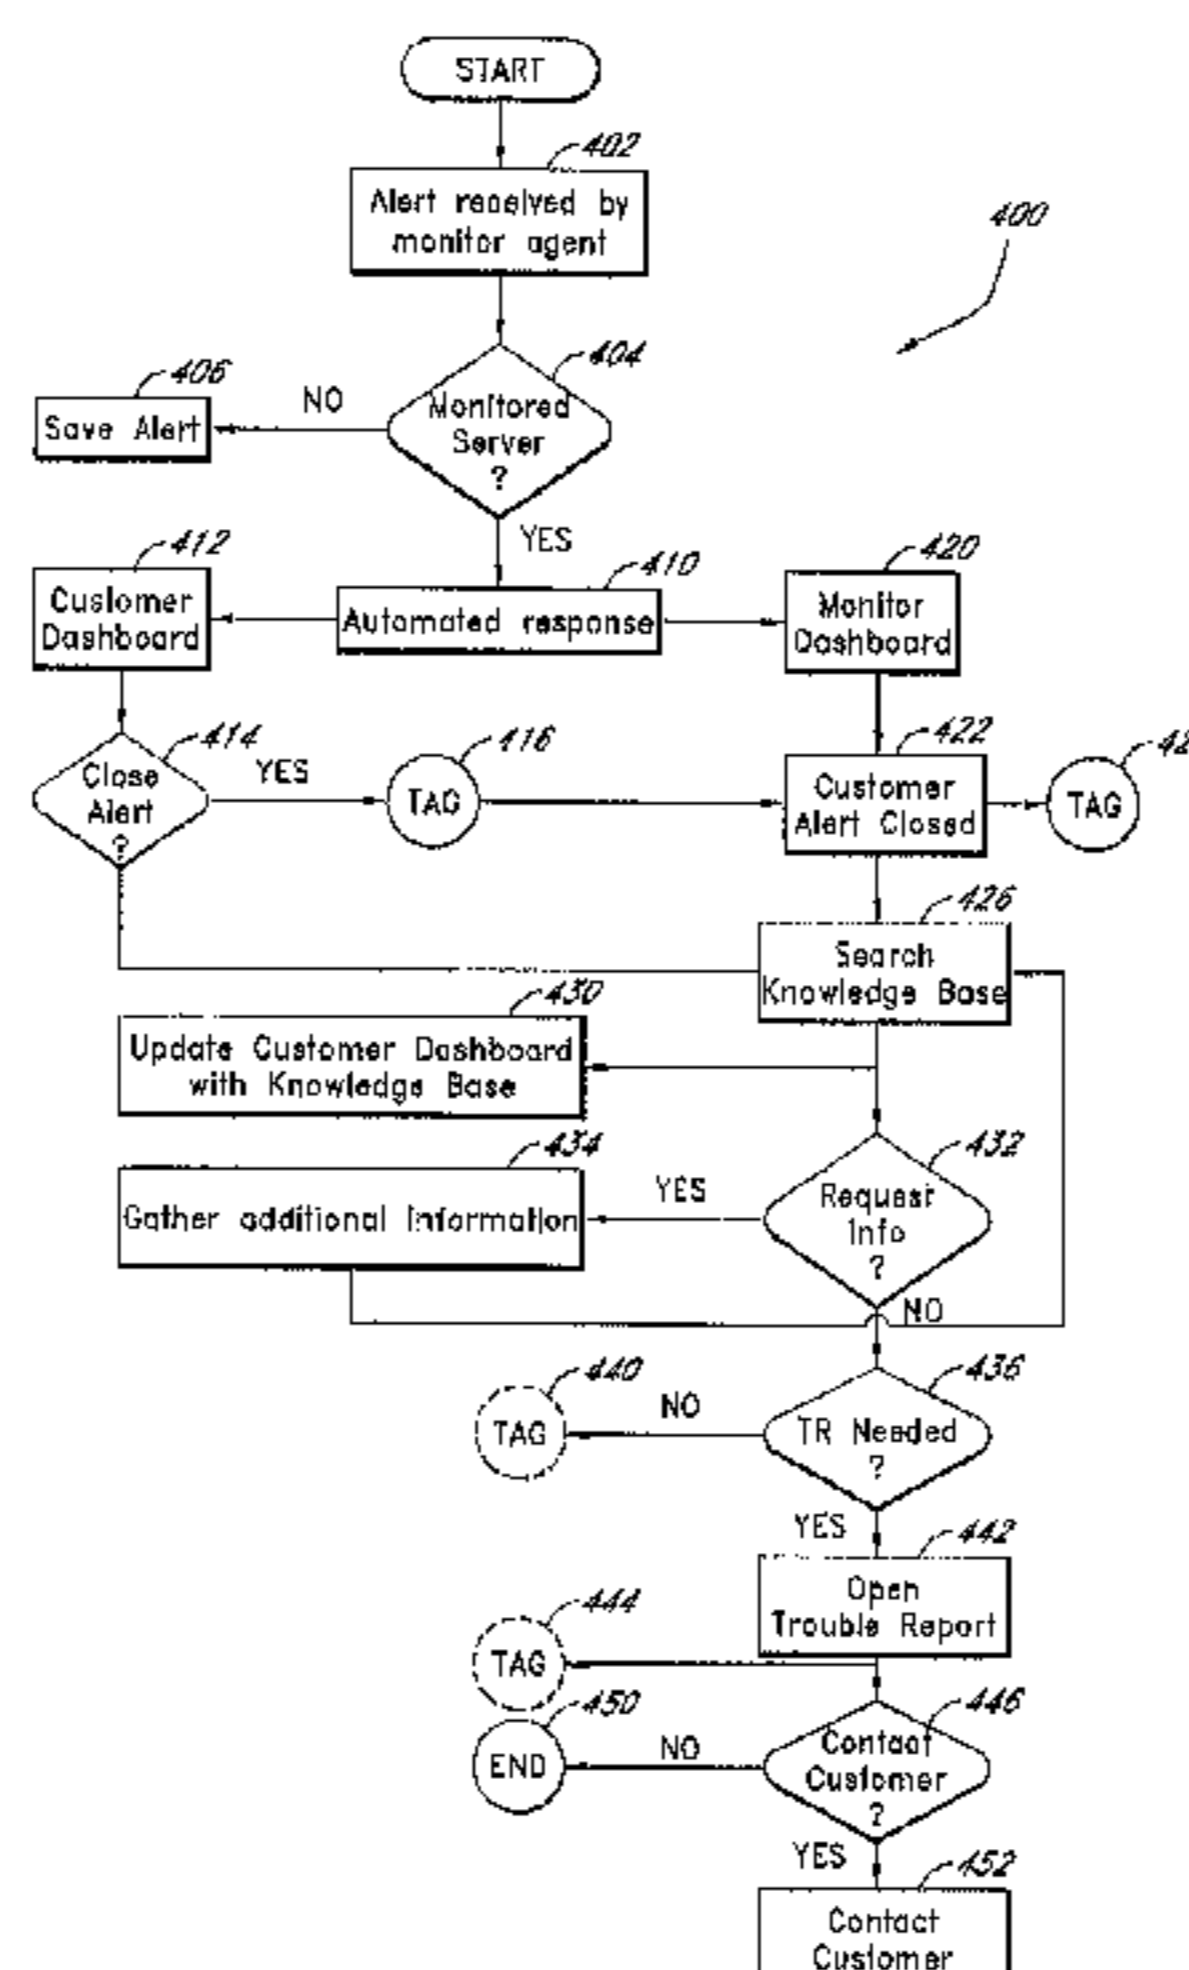 START
402
Alert received by
monitor agent
400
404
406
NO
Monitored
Server
?
Save Alert
YES
412
410
420
Customer
Dashboard
Automated response
Monitor
Dashboard
414
416
422
Close
Alert
?
YES
TAG
Customer
Alert Closed
TAG
426
Search
Knowledge Base
430
Update Customer Dashboard
with Knowledge Base
434
432
Gather additional Information
YES
Request
Info
?
NO
440
436
TAG
NO
TR Needed
?
YES
442
Open
Trouble Report
444
TAG
450
446
END
NO
Contact
Customer
?
YES
452
Contact
Customer